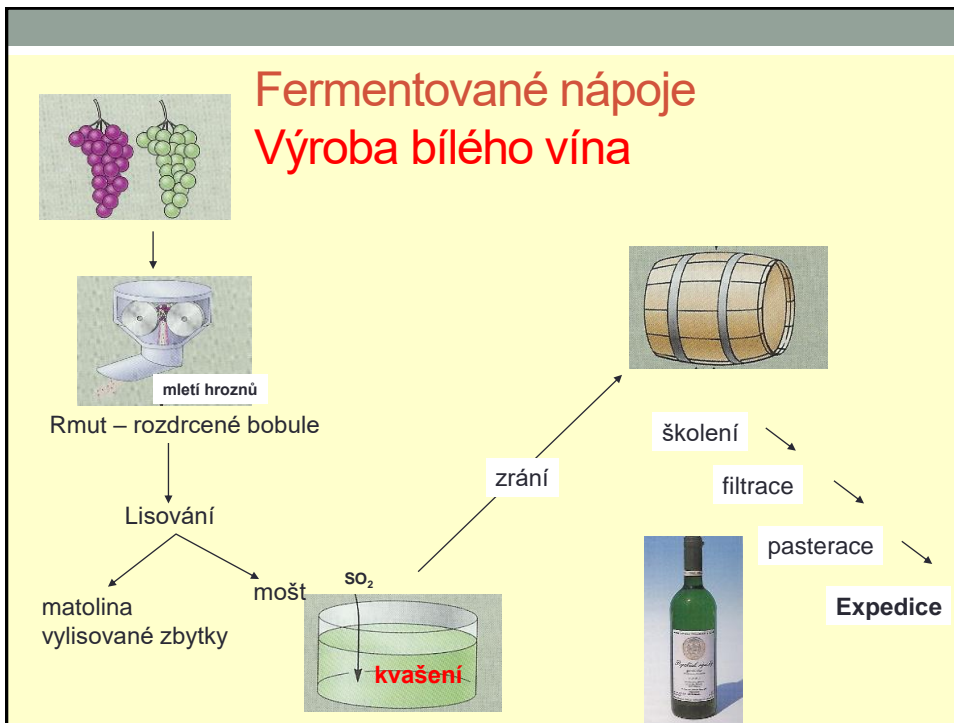 Fermentované nápoje
Výroba bílého vína
mletí hroznů
Rmut – rozdrcené bobule
Lisování
matolina
vylisované zbytky
mošt
SO₂
kvašení
zrání
školení
filtrace
pasterace
Expedice